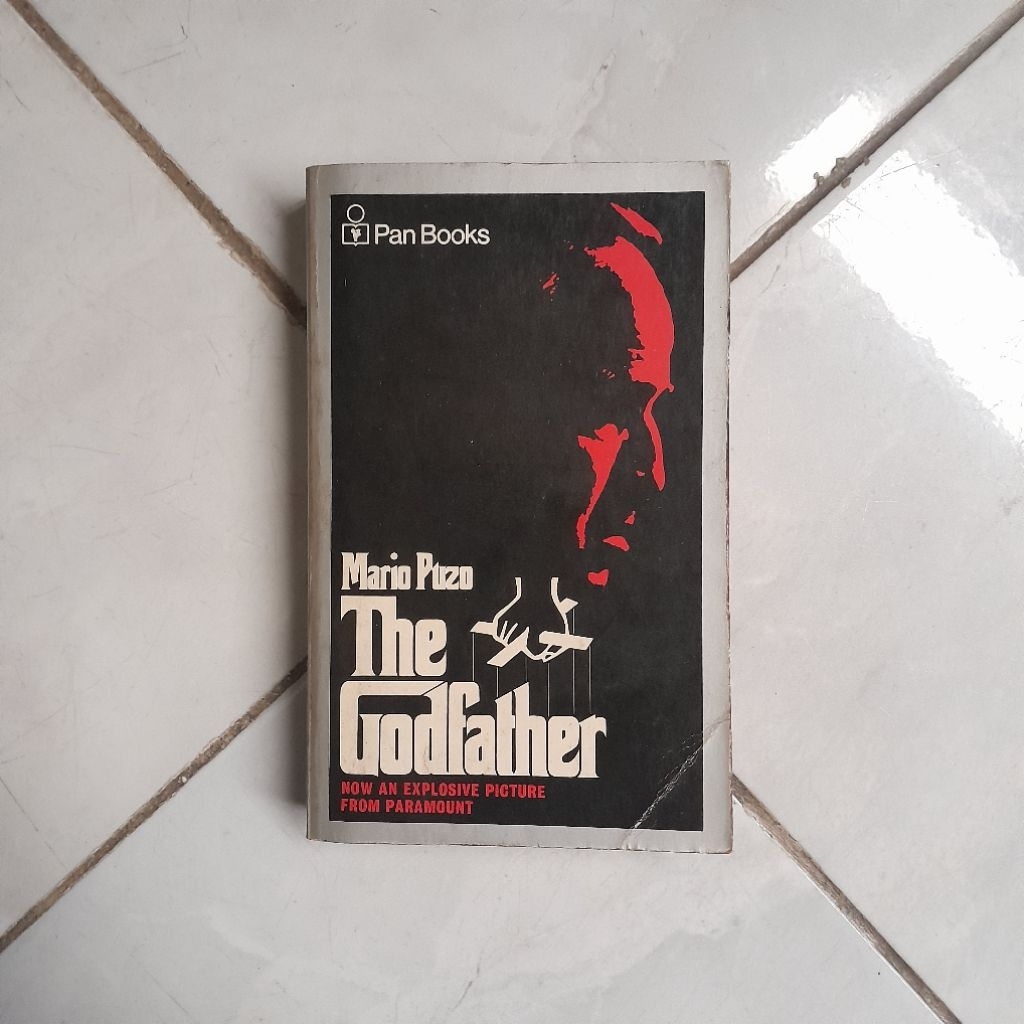 Pan Books
Mario Puzo
The
Godfather
NOW AN EXPLOSIVE PICTURE
FROM PARAMOUNT